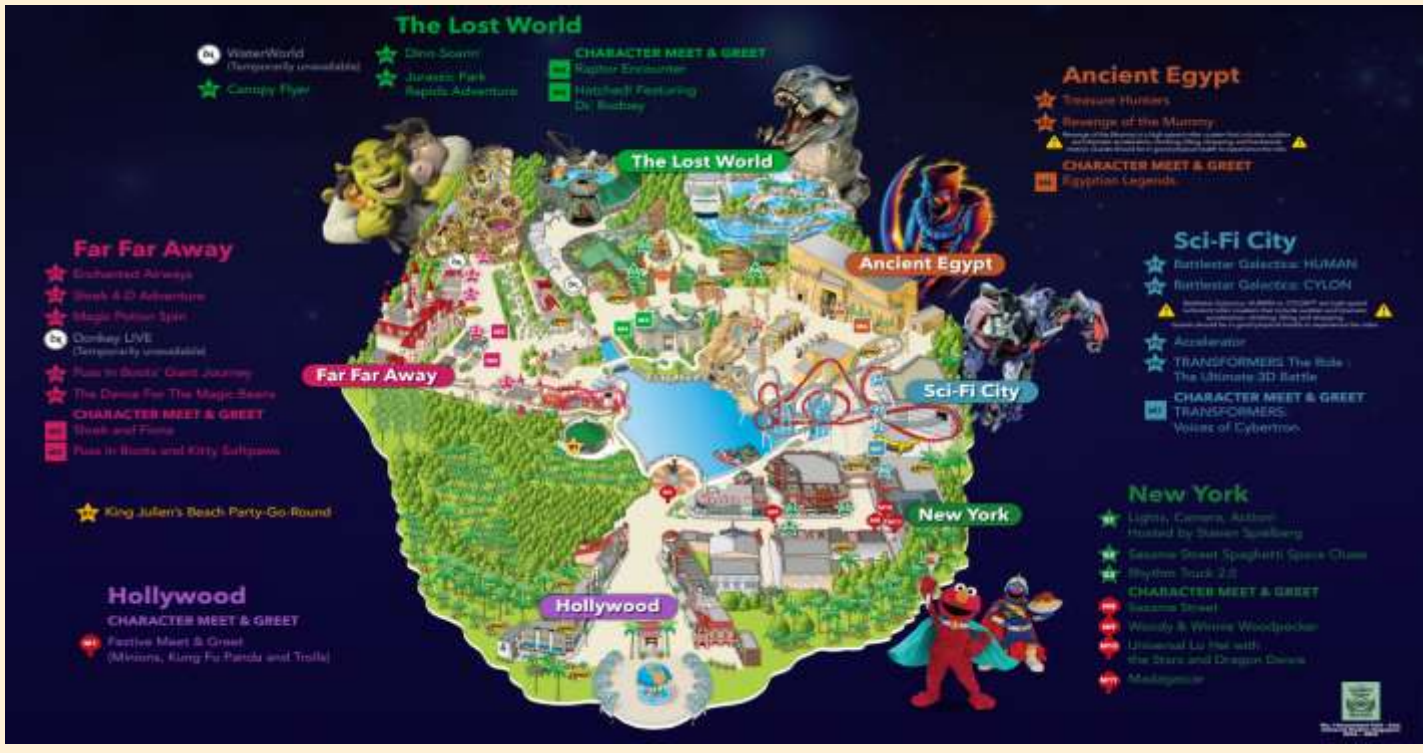 The Lost World
WaterWorld
(Temporarily unavailable)
Canopy Flyer
Dino-Soarin'
Jurassic Park
Rapids Adventure
CHARACTER MEET & GREET
Raptor Encounter
Hatched! Featuring
Dr. Rodney
Ancient Egypt
Treasure Hunters
Revenge of the Mummy
CHARACTER MEET & GREET
Egyptian Legends
Far Far Away
Enchanted Airways
Shrek 4-D Adventure
Magic Potion Spin
Donkey LIVE
(Temporarily unavailable)
Puss In Boots' Giant Journey
The Dance For The Magic Beans
CHARACTER MEET & GREET
Shrek and Fiona
Puss In Boots and Kitty Softpaws
King Julien's Beach Party-Go-Round
Hollywood
CHARACTER MEET & GREET
Festive Meet & Greet
(Minions, Kung Fu Panda and Trolls)
Sci-Fi City
Battlestar Galactica: HUMAN
Battlestar Galactica: CYLON
Accelerator
TRANSFORMERS The Ride :
The Ultimate 3D Battle
CHARACTER MEET & GREET
TRANSFORMERS:
Voices of Cybertron
New York
Lights, Camera, Action!
Hosted by Steven Spielberg
Sesame Street Spaghetti Space Chase
Rhythm Truck 2.0
CHARACTER MEET & GREET
Sesame Street
Woody & Winnie Woodpecker
Universal Lo Hei with
the Stars and Dragon Dance
Madagascar
The Lost World
Ancient Egypt
Far Far Away
Sci-Fi City
New York
Hollywood